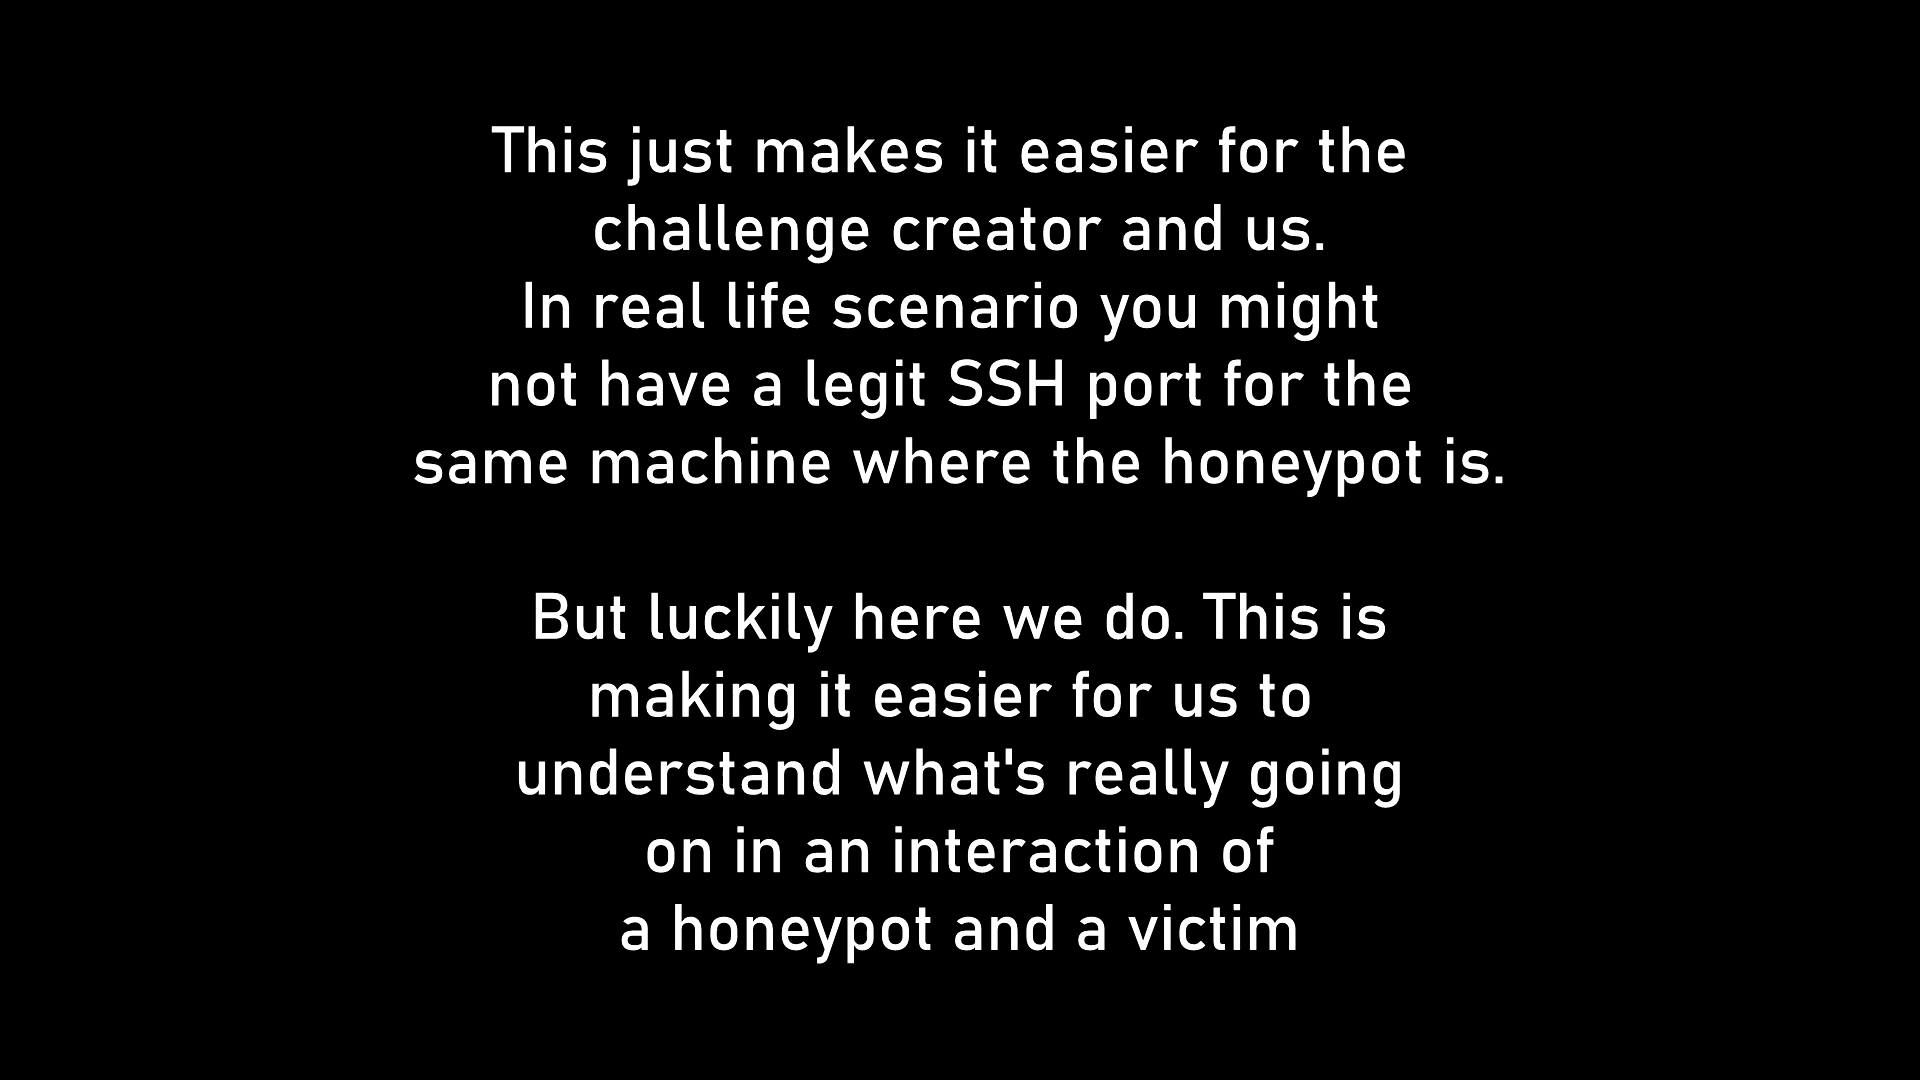 This just makes it easier for the
challenge creator and us.
In real life scenario you might
not have a legit SSH port for the
same machine where the honeypot is.
But luckily here we do. This is
making it easier for us to
understand what's really going
on in an interaction of
a honeypot and a victim